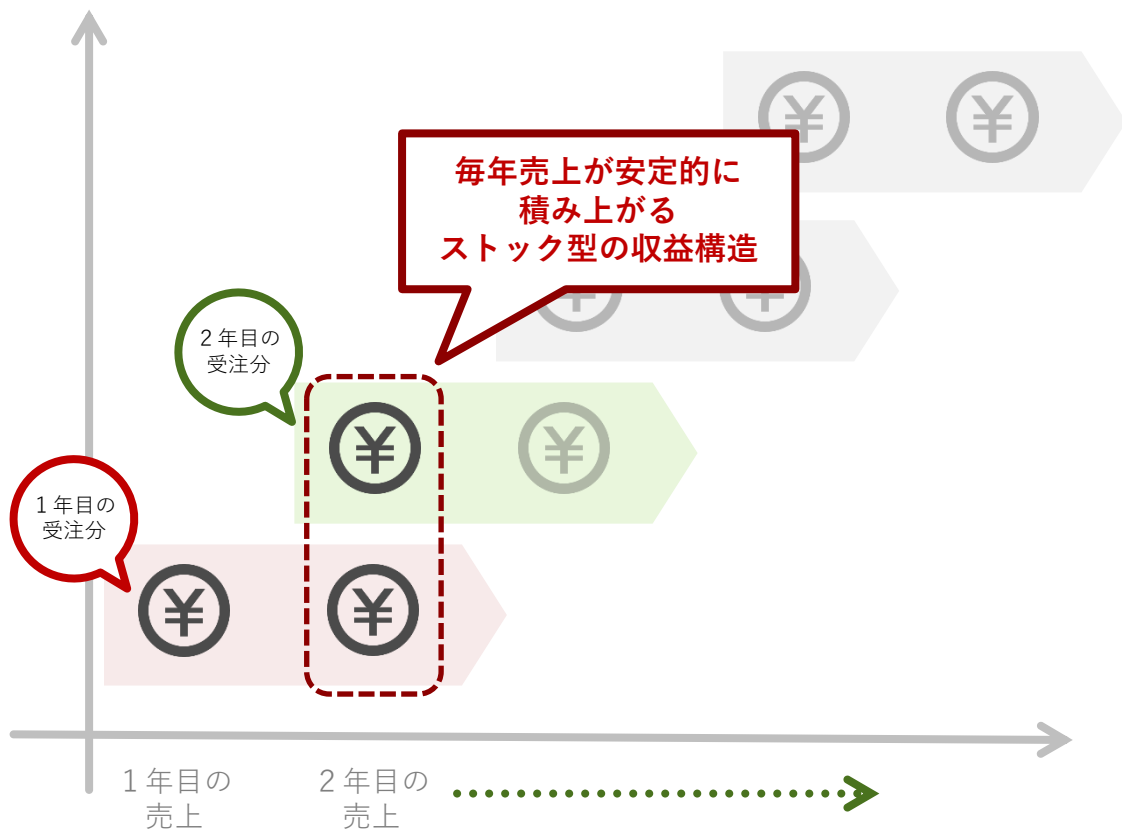 毎年売上が安定的に
積み上がる
ストック型の収益構造
2年目の
受注分
1年目の
受注分
¥ ¥
¥ ¥
¥ ¥
¥ ¥
1年目の
売上
2年目の
売上